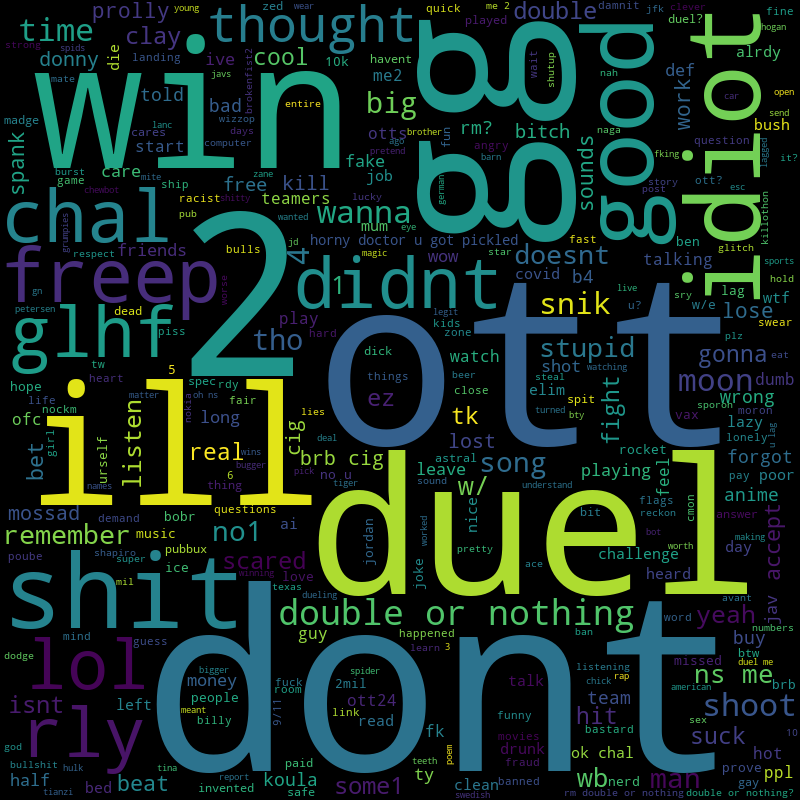 prolly
zed
wear
young
quick
me 2
double
damnit
jfk
clever
fine
time
clay
thought
played
duel?
hogan
strong
landing
ive
cool
10k
havent
nah
alrdy
donny
die
spids
javs
brokenfist2
me2
gg
wait
shutup
good
def
idiot
car
open
win
mate
told
bad
entire
big
work
send
madge
lanc
wizzop
days
ago
brother
rm?
bitch
naga
question
bush
cares
start
computer
otts
fun
angry
fking
lagged
spank
burst
game
care
zane
fake
pretend
barn
sounds
story
ott?
esc
it?
chewbot
mite
ship
free
kill
job
german
post
killothon
racist
shitty
teamers
lucky
wanna
chal
pub
wanted
mum
eye
horny doctor u got pickled
fast
ben
glitch
grumpies
respect
friends
bulls
jd
4
magic
wow
star
doesnt
talking
sports
freep
gn
worse
2
didnt
1
covid
b4
lag
hold
petersen
dead
legit
live
u?
sry
w/e
wtf
glhf
piss
tho
play
hard
kids
zone
snik
lose
swear
tw
5
dick
ott
watch
stupid
plz
hope
heart
spec
rdy
oh ns
things
beer
steal
watching
shot
gonna
eat
ofc
life
matter
fair
ez
close
elim
moon
dumb
nockm
ill
long
lies
tk
turned
spit
fight
sporoh
moron
wrong
girl
listen
nokia
wins
deal
cig
lost
bty
vax
lazy
lonely
u lag
bet
urself
real
6
bugger
brb cig
no u
astral
song
rocket
forgot
names
thing
pick
tiger
leave
sound
understand
playing
feel
pay
poor
mossad
demand
questions
w/
duel
flags
reckon
anime
remember
bobr
no1
ai
jordan
worked
nice
bit
cmon
bot
answer
day
making
poube
shapiro
music
pubbux
scared
joke
pretty
challenge
worth
jav
accept
super
ice
winning
love
ace
heard
mil
texas
dueling
double or nothing
ban
word
yeah
avant
buy
numbers
shit
mind
guess
guy
happened
learn
3
missed
btw
duel me
dodge
lol
bigger
fuck
room
spider
dont
listening
rap
chick
american
ns me
brb
isnt
left
money
people
2mil
link
ott24
talk
team
sex
shoot
10
god
rly
meant
billy
9/11
read
fk
funny
hit
bastard
suck
bullshit
hulk
tina
paid
movies
drunk
poem
ok chal
prove
hot
half
tianzi
bed
beat
report
invented
koula
safe
some1
teeth
ty
fraud
banned
clean
swedish
wb
nerd
man
gay
ppl
rm double or nothing
double or nothing?